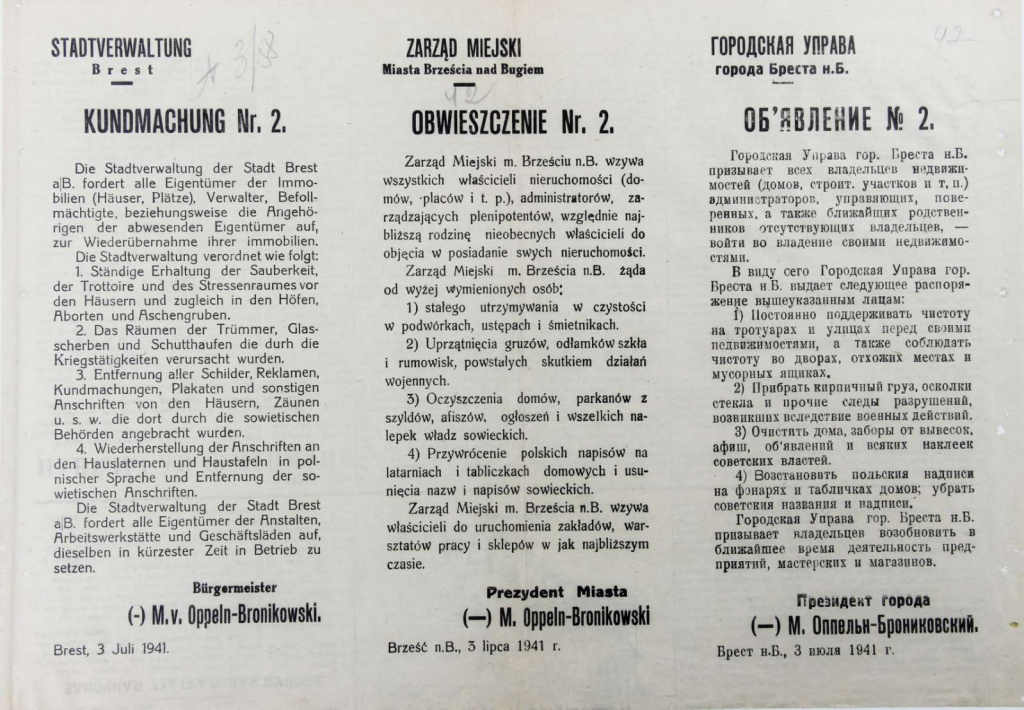 STADTVERWALTUNG
Brest
KUNDMACHUNG Nr. 2.
Die Stadtverwaltung der Stadt Brest
a|B. fordert alle Eigentümer der Immo-
bilien (Häuser, Plätze), Verwalter, Befoll-
mächtigte, beziehungsweise die Angehö-
rigen der abwesenden Eigentümer auf,
zur Wiederübernahme ihrer immobilien.
Die Stadtverwaltung verordnet wie folgt:
1. Ständige Erhaltung der Sauberkeit,
der Trottoire und des Stressenraumes vor
den Häusern und zugleich in den Höfen,
Aborten und Aschengruben.
2. Das Räumen der Trümmer, Glas-
scherben und Schutthaufen die durh die
Kriegstätigkeiten verursacht wurden.
3. Entfernung aller Schilder, Reklamen,
Kundmachungen, Plakaten und sonstigen
Anschriften von den Häusern, Zäunen
u. s. w. die dort durch die sowietischen
Behörden angebracht wurden.
4. Wiederherstellung der Anschriften an
den Hauslaternen und Haustafeln in pol-
nischer Sprache und Entfernung der so-
wietischen Anschriften.
Die Stadtverwaltung der Stadt Brest
a|B. fordert alle Eigentümer der Anstalten,
Arbeitswerkstätte und Geschäftsläden auf,
dieselben in kürzester Zeit in Betrieb zu
setzen.
Bürgermeister
(-) M. v. Oppeln-Bronikowski.
Brest, 3 Juli 1941.
ZARZĄD MIEJSKI
Miasta Brześcia nad Bugiem
42
OBWIESZCZENIE Nr. 2.
Zarząd Miejski m. Brześciu n.B. wzywa
wszystkich właścicieli nieruchomości (do-
mów, placów i t. p.), administratorów, za-
rządzających plenipotentów, względnie naj-
bliższą rodzinę nieobecnych właścicieli do
objęcia w posiadanie swych nieruchomości.
Zarząd Miejski m. Brześcia n.B. żąda
od wyżej wymienionych osób:
1) stałego utrzymywania w czystości
w podwórkach, ustępach i śmietnikach.
2) Uprzątnięcia gruzów, odłamków szkła
i rumowisk, powstałych skutkiem działań
wojennych.
3) Oczyszczenia domów, parkanów z
szyldów, afiszów, ogłoszeń i wszelkich na-
lepek władz sowieckich.
4) Przywrócenie polskich napisów na
latarniach i tabliczkach domowych i usu-
nięcia nazw i napisów sowieckich.
Zarząd Miejski m. Brześcia n.B. wzywa
właścicieli do uruchomienia zakładów, war-
sztatów pracy i sklepów w jak najbliższym
czasie.
Prezydent Miasta
(—) M. Oppeln-Bronikowski
Brześć n.B., 3 lipca 1941 r.
42
ГОРОДСКАЯ УПРАВА
города Бреста н.Б.
ОБ'ЯВЛЕНИЕ № 2.
Городская Управа гор. Бреста н.Б.
призывает всех владельцев недвижи-
мостей (домов, строит. участков и т, п.)
администраторов, управяющих, пове-
ренных, а также ближайщих родствен-
ников отсутствующих владельцев, —
войти во владение своими недвижимо-
стями.
В виду сего Городская Управа гор.
Бреста н.Б. выдает следующее распоря-
жение вышеуказанным лицам:
1) Постоянно поддерживать чистоту
на тротуарах и улицах перед своими
недвижимостями, а также соблюдать
чистоту во дворах, отхожих местах и
мусорных ящиках.
2) Прибрать кирпичный груз, осколки
стекла и прочие следы разрушений,
возникших вследствие военных действий.
3) Очистить дома, заборы от вывесок,
афиш, об'явлений и всяких наклеек
советских властей.
4) Возстановить польския надписи
на фонарях и табличках домов; убрать
советския названия и надписи.
Городская Управа гор. Бреста н.Б.
призывает владельцев возобновить в
ближайшее время деятельность пред-
приятий, мастерских и магазинов.
Президент города
(—) М. Оппельн-Брониковский.
Брест н.Б., 3 июля 1941 г.